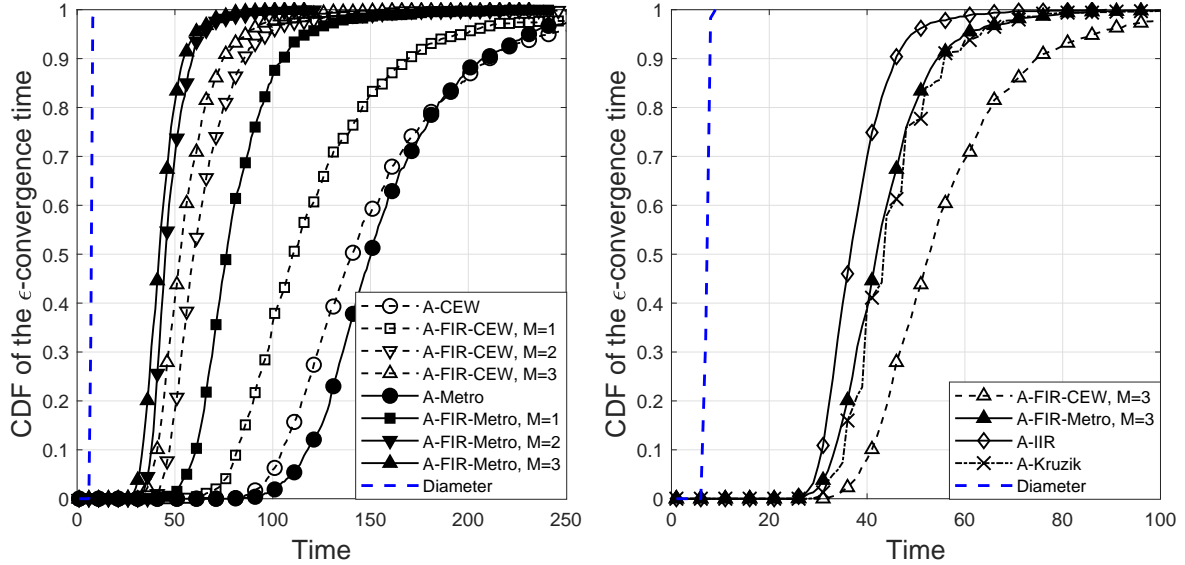 CDF of the ϵ-convergence time
1
0.9
0.8
0.7
0.6
0.5
0.4
0.3
0.2
0.1
0
0 50 100 150 200 250
Time
A-CEW
A-FIR-CEW, M=1
A-FIR-CEW, M=2
A-FIR-CEW, M=3
A-Metro
A-FIR-Metro, M=1
A-FIR-Metro, M=2
A-FIR-Metro, M=3
Diameter
CDF of the ϵ-convergence time
1
0.9
0.8
0.7
0.6
0.5
0.4
0.3
0.2
0.1
0
0 20 40 60 80 100
Time
A-FIR-CEW, M=3
A-FIR-Metro, M=3
A-IIR
A-Kruzik
Diameter